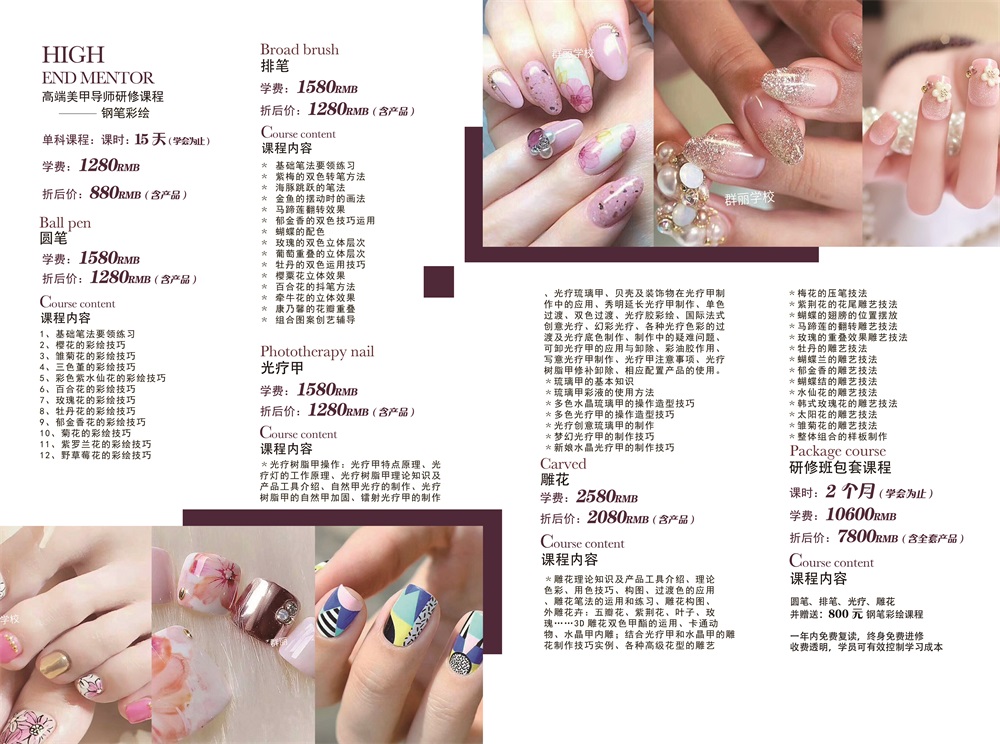 HIGH
END MENTOR
高端美甲导师研修课程
——— 钢笔彩绘
单科课程：课时：15 天 ( 学会为止 )
学费：1280RMB
折后价：880RMB ( 含产品 )
Ball pen
圆笔
学费：1580RMB
折后价：1280RMB ( 含产品 )
Course content
课程内容
1、基础笔法要领练习
2、樱花的彩绘技巧
3、雏菊花的彩绘技巧
4、三色堇的彩绘技巧
5、彩色紫水仙花的彩绘技巧
6、百合花的彩绘技巧
7、玫瑰花的彩绘技巧
8、牡丹花的彩绘技巧
9、郁金香花的彩绘技巧
10、菊花的彩绘技巧
11、紫罗兰花的彩绘技巧
12、野草莓花的彩绘技巧
Broad brush
排笔
学费：1580RMB
折后价：1280RMB ( 含产品 )
Course content
课程内容
＊ 基础笔法要领练习
＊ 紫梅的双色转笔方法
＊ 海豚跳跃的笔法
＊ 金鱼的摆动时的画法
＊ 马蹄莲翻转效果
＊ 郁金香的双色技巧运用
＊ 蝴蝶的配色
＊ 玫瑰的双色立体层次
＊ 葡萄重叠的立体层次
＊ 牡丹的双色运用技巧
＊ 樱粟花立体效果
＊ 百合花的抖笔方法
＊ 牵牛花的立体效果
＊ 康乃馨的花瓣重叠
＊ 组合图案创艺辅导
Phototherapy nail
光疗甲
学费：1580RMB
折后价：1280RMB ( 含产品 )
Course content
课程内容
＊光疗树脂甲操作：光疗甲特点原理、光
疗灯的工作原理、光疗树脂甲理论知识及
产品工具介绍、自然甲光疗的制作、光疗
树脂甲的自然甲加固、镭射光疗甲的制作
、光疗琉璃甲、贝壳及装饰物在光疗甲制
作中的应用、秀明延长光疗甲制作、单色
过渡、双色过渡、光疗胶彩绘、国际法式
创意光疗、幻彩光疗、各种光疗色彩的过
渡及光疗底色制作、制作中的疑难问题、
可卸光疗甲的应用与卸除、彩油胶作用、
写意光疗甲制作、光疗甲注意事项、光疗
树脂甲修补卸除、相应配置产品的使用。
＊琉璃甲的基本知识
＊琉璃甲彩液的使用方法
＊多色水晶琉璃甲的操作造型技巧
＊多色光疗甲的操作造型技巧
＊光疗创意琉璃甲的制作
＊梦幻光疗甲的制作技巧
＊新娘水晶光疗甲的制作技巧
Carved
雕花
学费：2580RMB
折后价：2080RMB ( 含产品 )
Course content
课程内容
＊雕花理论知识及产品工具介绍、理论
色彩、用色技巧、构图、过渡色的应用
、雕花笔法的运用和练习、雕花构图、
外雕花卉：五瓣花、紫荆花、叶子、玫
瑰……3D 雕花双色甲酯的运用、卡通动
物、水晶甲内雕；结合光疗甲和水晶甲的雕
花制作技巧实例、各种高级花型的雕艺
＊梅花的压笔技法
＊紫荆花的花尾雕艺技法
＊蝴蝶的翅膀的位置摆放
＊马蹄莲的翻转雕艺技法
＊玫瑰的重叠效果雕艺技法
＊牡丹的雕艺技法
＊蝴蝶兰的雕艺技法
＊郁金香的雕艺技法
＊蝴蝶结的雕艺技法
＊水仙花的雕艺技法
＊韩式玫瑰花的雕艺技法
＊太阳花的雕艺技法
＊雏菊花的雕艺技法
＊整体组合的样板制作
Package course
研修班包套课程
课时：2 个月 ( 学会为止 )
学费：10600RMB
折后价：7800RMB ( 含全套产品 )
Course content
课程内容
圆笔、排笔、光疗、雕花
并赠送：800 元 钢笔彩绘课程
一年内免费复读，终身免费进修
收费透明，学员可有效控制学习成本
群丽学校
群丽学校
学校
*群丽